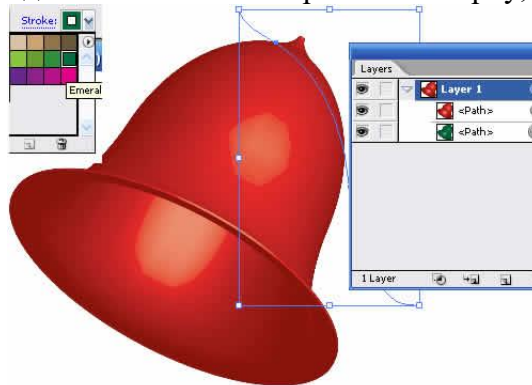 Stroke:
Emeral
Layers
Layer 1
<Path>
<Path>
1 Layer